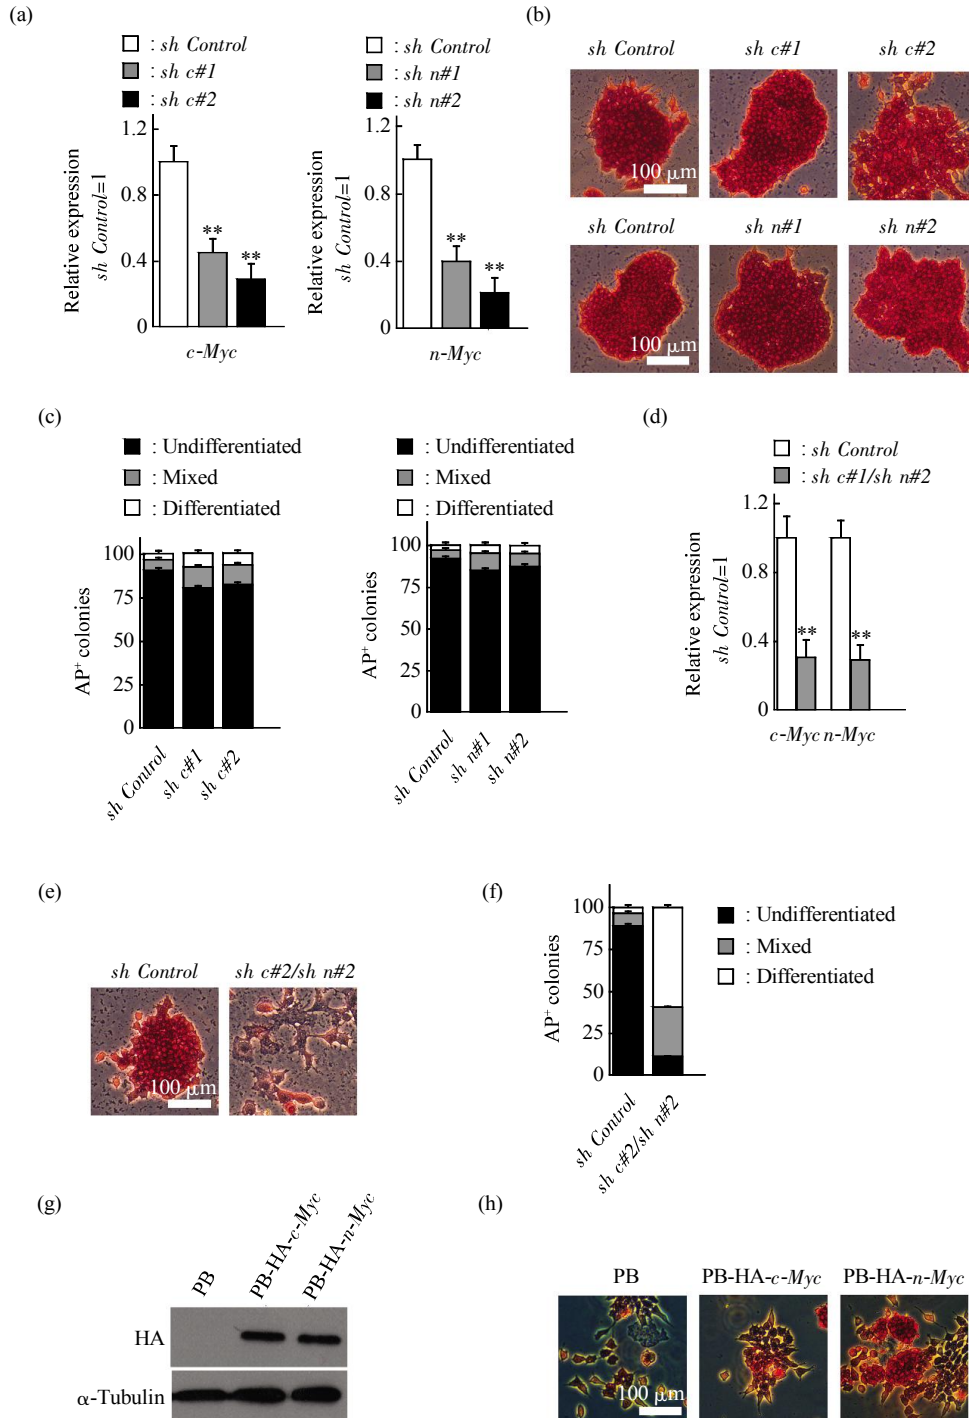 (a)
: sh Control
: sh c#1
: sh c#2
Relative expression
sh Control=1
1.2
0.8
0.4
0
**
**
c-Myc
: sh Control
: sh n#1
: sh n#2
Relative expression
sh Control=1
1.2
0.8
0.4
0
**
**
n-Myc
(b)
sh Control
sh c#1
sh c#2
100 μm
sh Control
sh n#1
sh n#2
100 μm
(c)
: Undifferentiated
: Mixed
: Differentiated
AP⁺ colonies
100
75
50
25
0
sh Control
sh c#1
sh c#2
: Undifferentiated
: Mixed
: Differentiated
AP⁺ colonies
100
75
50
25
0
sh Control
sh n#1
sh n#2
(d)
: sh Control
: sh c#1/sh n#2
Relative expression
sh Control=1
1.2
0.8
0.4
0
**
**
c-Myc n-Myc
(e)
sh Control
sh c#2/sh n#2
100 μm
(f)
AP⁺ colonies
100
75
50
25
0
: Undifferentiated
: Mixed
: Differentiated
sh Control
sh c#2/sh n#2
(g)
PB
PB-HA-c-Myc
PB-HA-n-Myc
HA
α-Tubulin
(h)
PB
PB-HA-c-Myc
PB-HA-n-Myc
100 μm